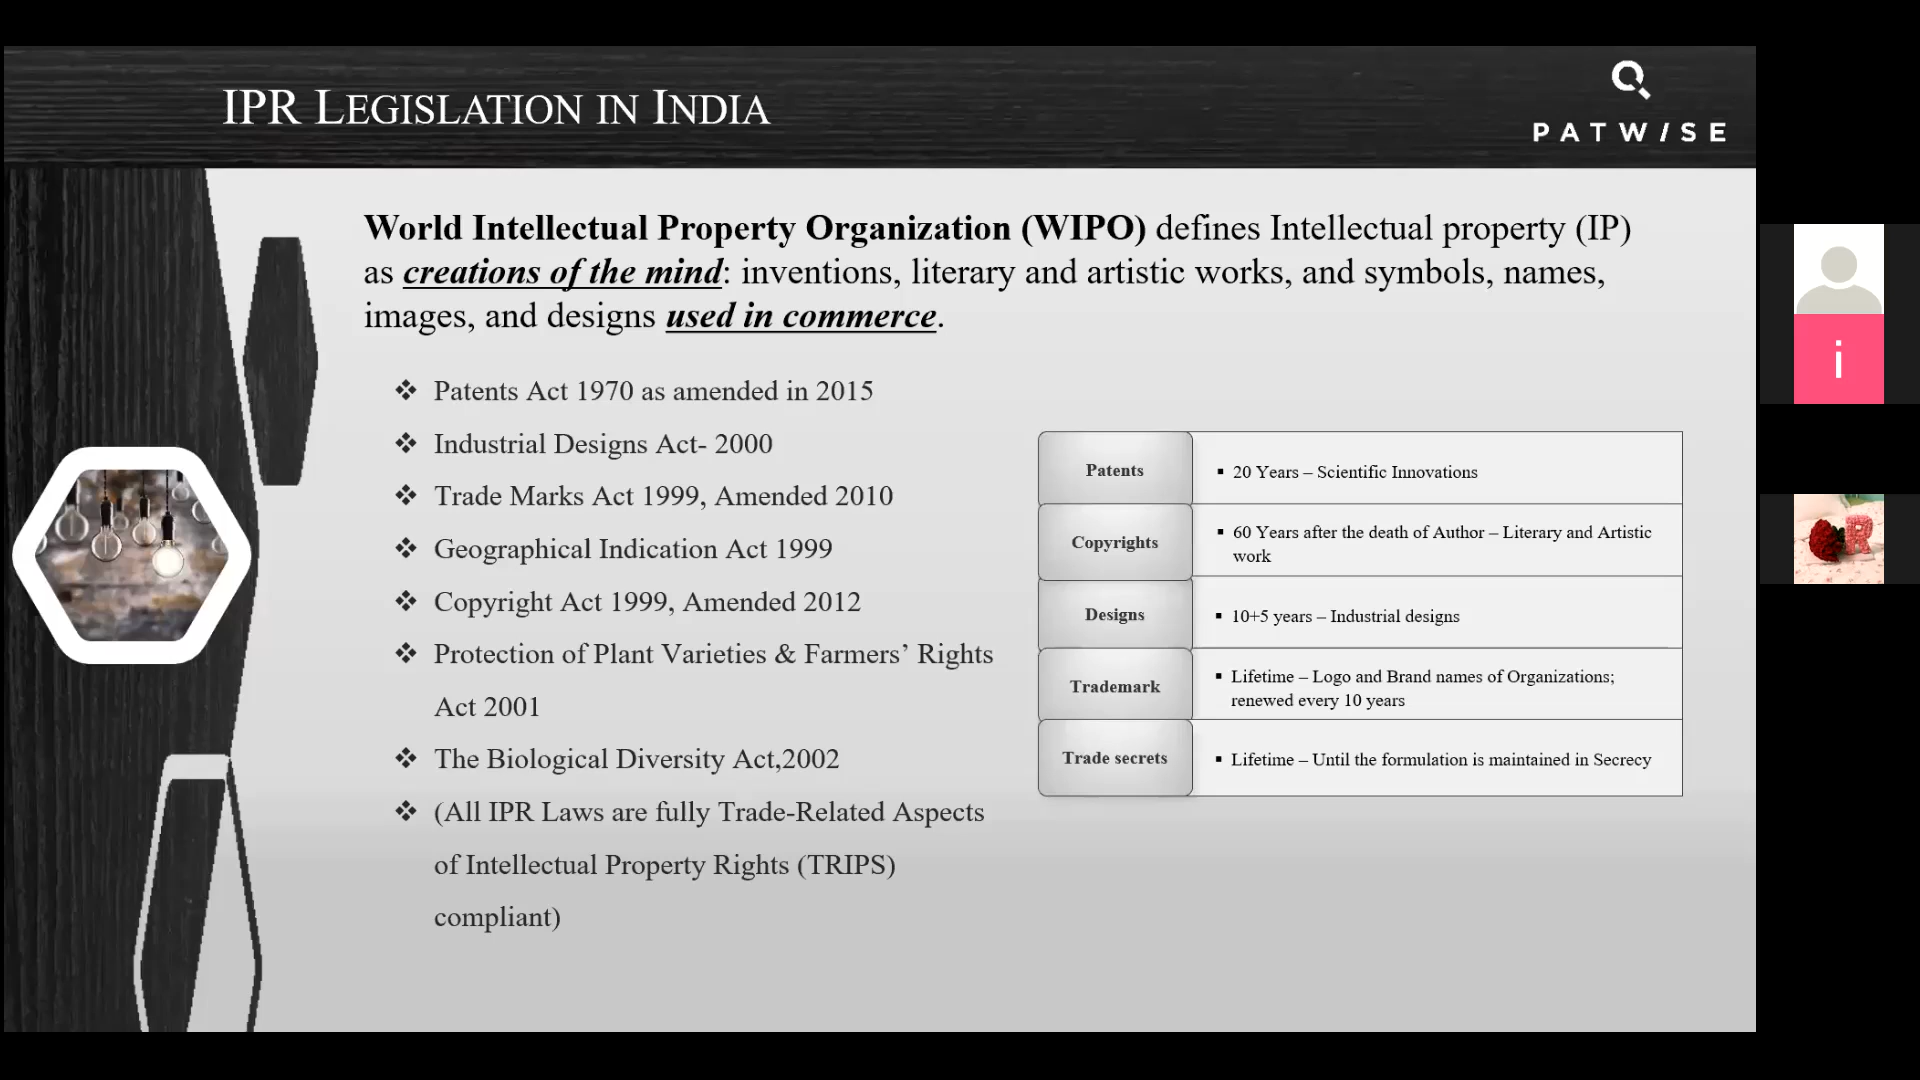 IPR LEGISLATION IN INDIA
PATWISE
World Intellectual Property Organization (WIPO) defines Intellectual property (IP)
as creations of the mind: inventions, literary and artistic works, and symbols, names,
images, and designs used in commerce.
❖ Patents Act 1970 as amended in 2015
❖ Industrial Designs Act- 2000
❖ Trade Marks Act 1999, Amended 2010
❖ Geographical Indication Act 1999
❖ Copyright Act 1999, Amended 2012
❖ Protection of Plant Varieties & Farmers’ Rights
Act 2001
❖ The Biological Diversity Act,2002
❖ (All IPR Laws are fully Trade-Related Aspects
of Intellectual Property Rights (TRIPS)
compliant)
Patents
▪ 20 Years – Scientific Innovations
Copyrights
▪ 60 Years after the death of Author – Literary and Artistic
work
Designs
▪ 10+5 years – Industrial designs
Trademark
▪ Lifetime – Logo and Brand names of Organizations;
renewed every 10 years
Trade secrets
▪ Lifetime – Until the formulation is maintained in Secrecy
i
R